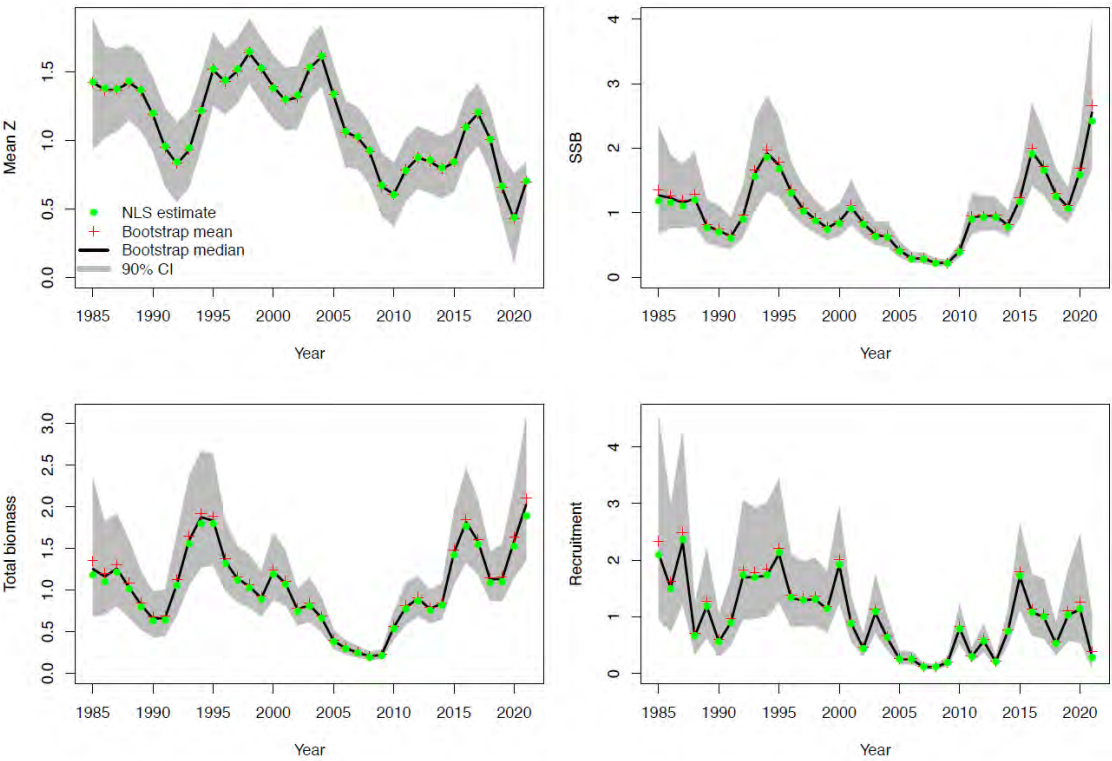 Mean Z
1.5
1.0
0.5
0.0
NLS estimate
Bootstrap mean
Bootstrap median
90% CI
1985 1990 1995 2000 2005 2010 2015 2020
Year
SSB
4
3
2
1
0
1985 1990 1995 2000 2005 2010 2015 2020
Year
Total biomass
3.0
2.5
2.0
1.5
1.0
0.5
0.0
1985 1990 1995 2000 2005 2010 2015 2020
Year
Recruitment
4
3
2
1
0
1985 1990 1995 2000 2005 2010 2015 2020
Year